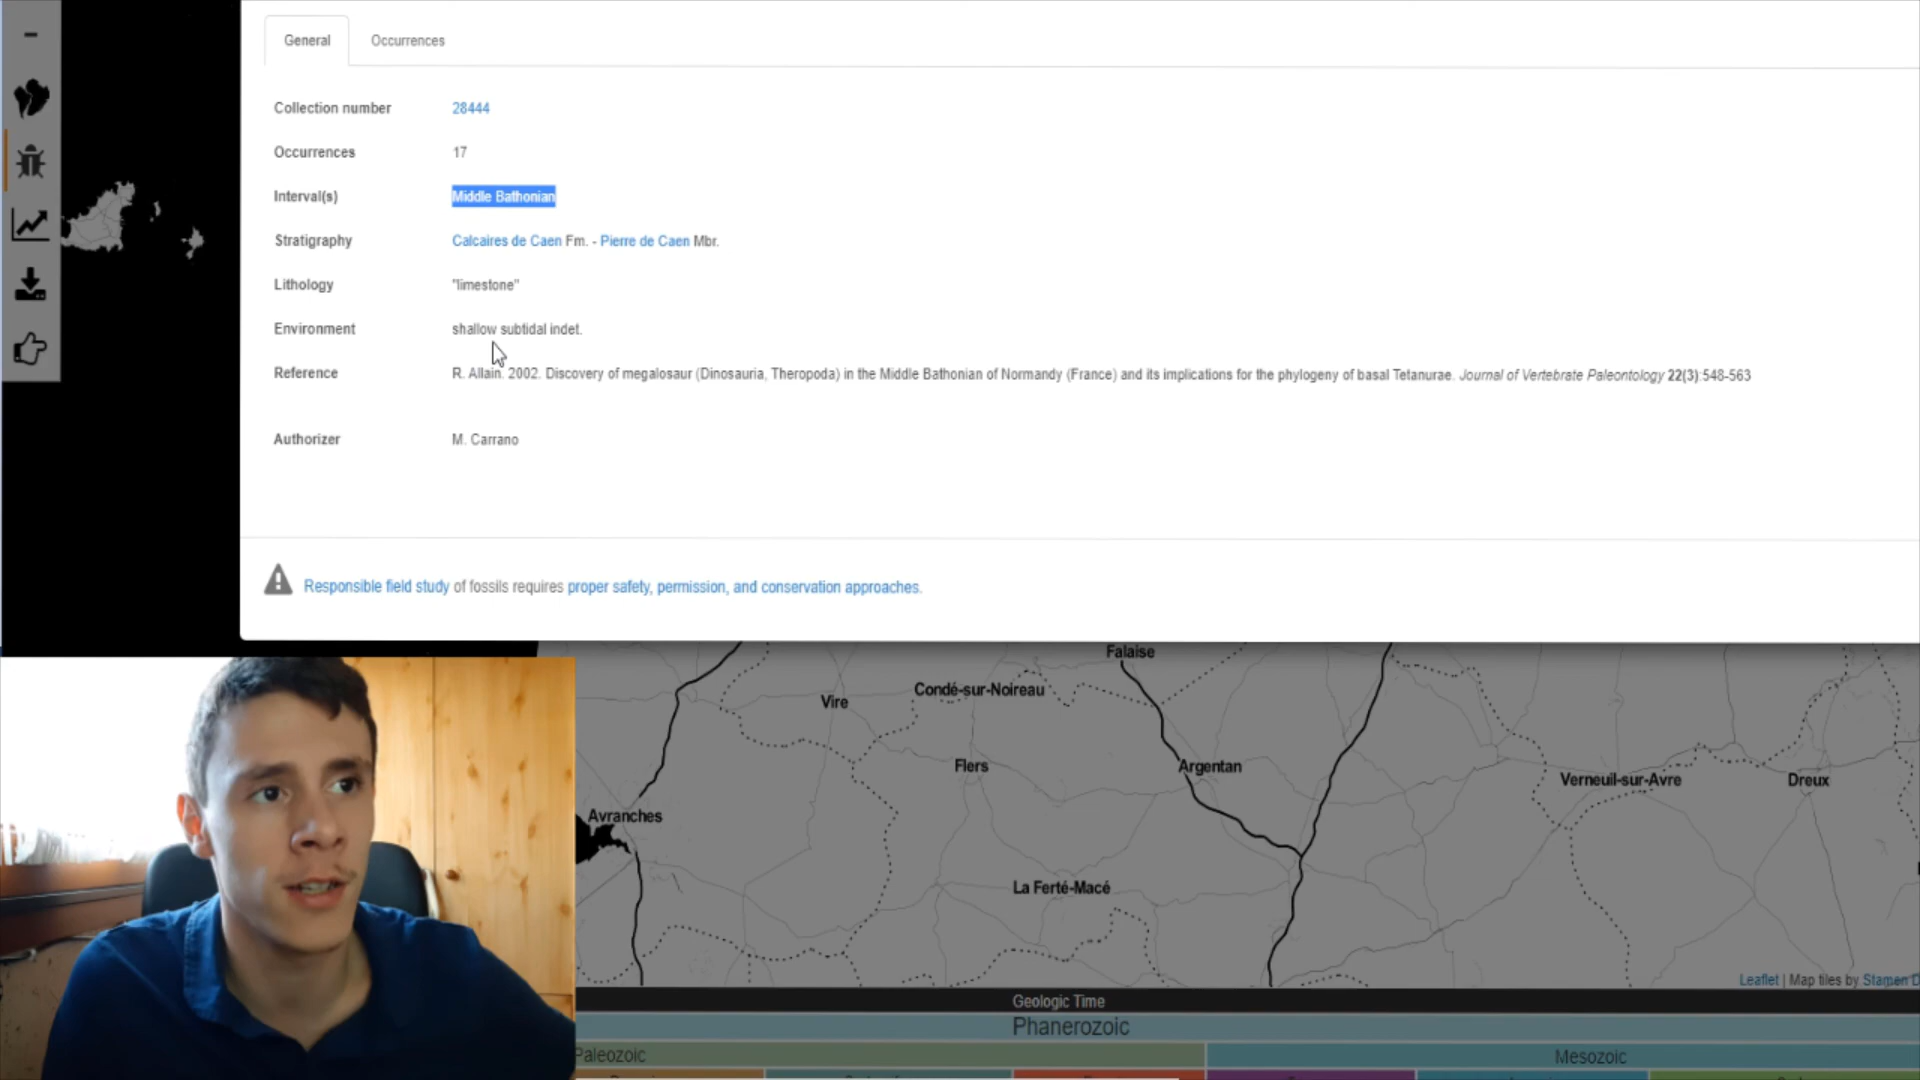 General Occurrences
Collection number 28444
Occurrences 17
Interval(s) Middle Bathonian
Stratigraphy Calcaires de Caen Fm. - Pierre de Caen Mbr.
Lithology "limestone"
Environment shallow subtidal indet.
Reference R. Allain. 2002. Discovery of megalosaur (Dinosauria, Theropoda) in the Middle Bathonian of Normandy (France) and its implications for the phylogeny of basal Tetanurae. Journal of Vertebrate Paleontology 22(3):548-563
Authorizer M. Carrano
Responsible field study of fossils requires proper safety, permission, and conservation approaches.
Falaise
Condé-sur-Noireau
Vire
Flers
Argentan
Verneuil-sur-Avre
Dreux
Avranches
La Ferté-Macé
Leaflet | Map tiles by Stamen D
Geologic Time
Phanerozoic
Paleozoic Mesozoic